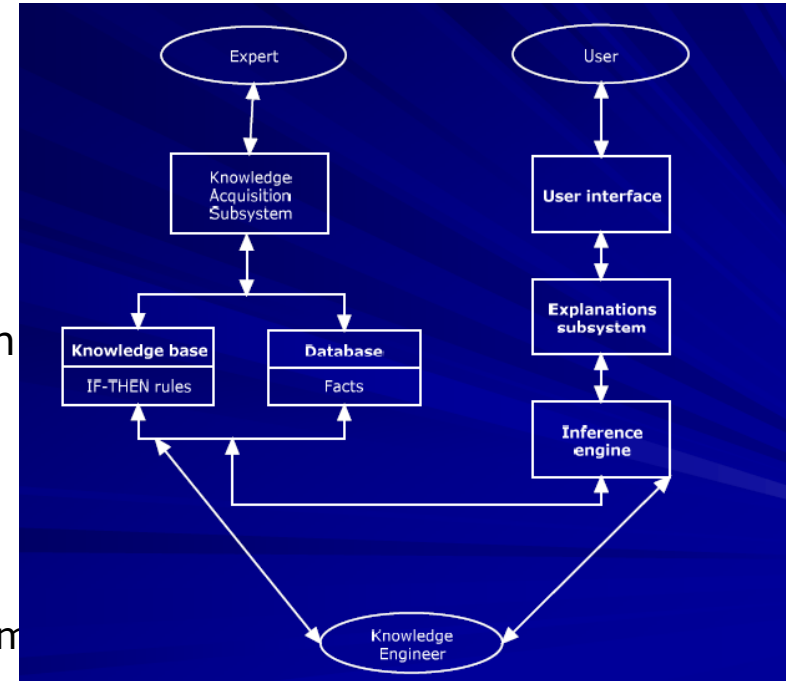 Expert
User
Knowledge
Acquisition
Subsystem
User interface
Explanations
subsystem
n
Knowledge base
Database
IF-THEN rules
Facts
Inference
engine
m
Knowledge
Engineer